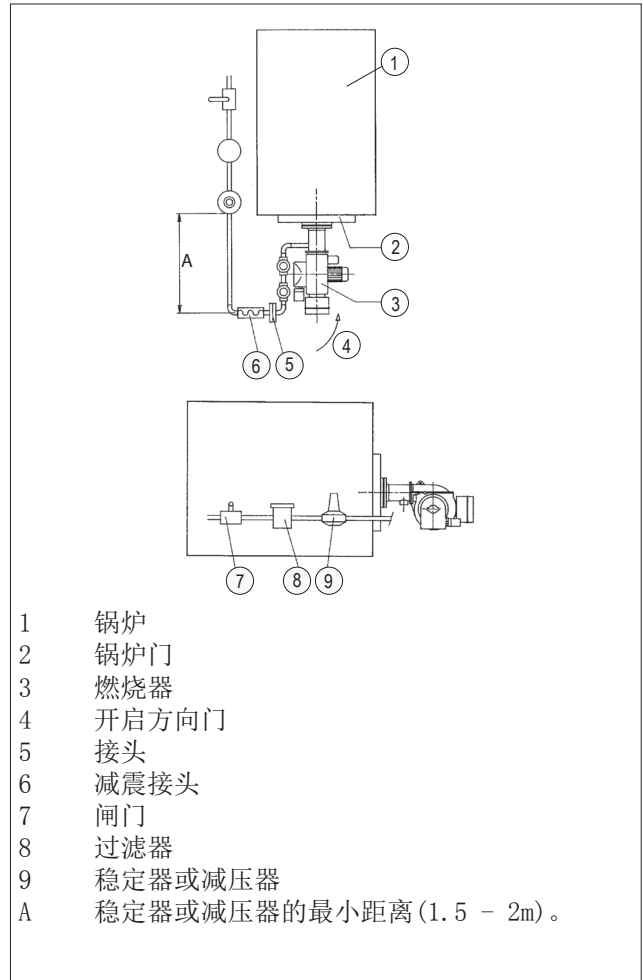 1
2
A
3
4
6
5
7
8
9
1 锅炉
2 锅炉门
3 燃烧器
4 开启方向门
5 接头
6 减震接头
7 闸门
8 过滤器
9 稳定器或减压器
A 稳定器或减压器的最小距离(1.5 - 2m)。